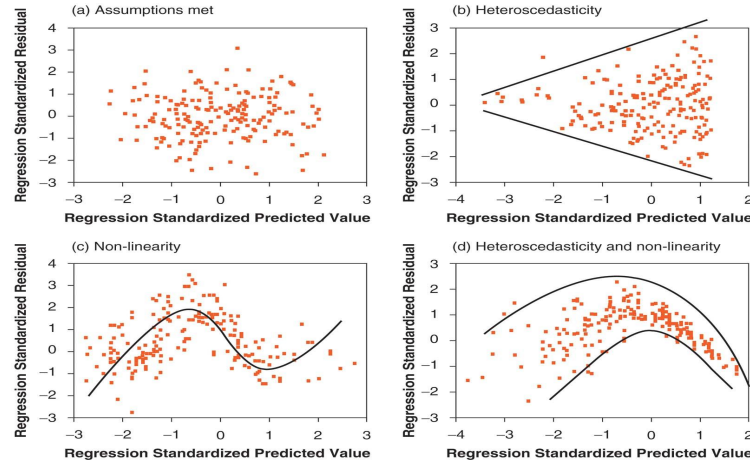 (a) Assumptions met
Regression Standardized Residual
4
3
2
1
0
−1
−2
−3
−3 −2 −1 0 1 2 3
Regression Standardized Predicted Value
(b) Heteroscedasticity
Regression Standardized Residual
3
2
1
0
−1
−2
−3
−4 −3 −2 −1 0 1 2
Regression Standardized Predicted Value
(c) Non-linearity
Regression Standardized Residual
4
3
2
1
0
−1
−2
−3
−3 −2 −1 0 1 2 3
Regression Standardized Predicted Value
(d) Heteroscedasticity and non-linearity
Regression Standardized Residual
3
2
1
0
−1
−2
−3
−4 −3 −2 −1 0 1 2
Regression Standardized Predicted Value